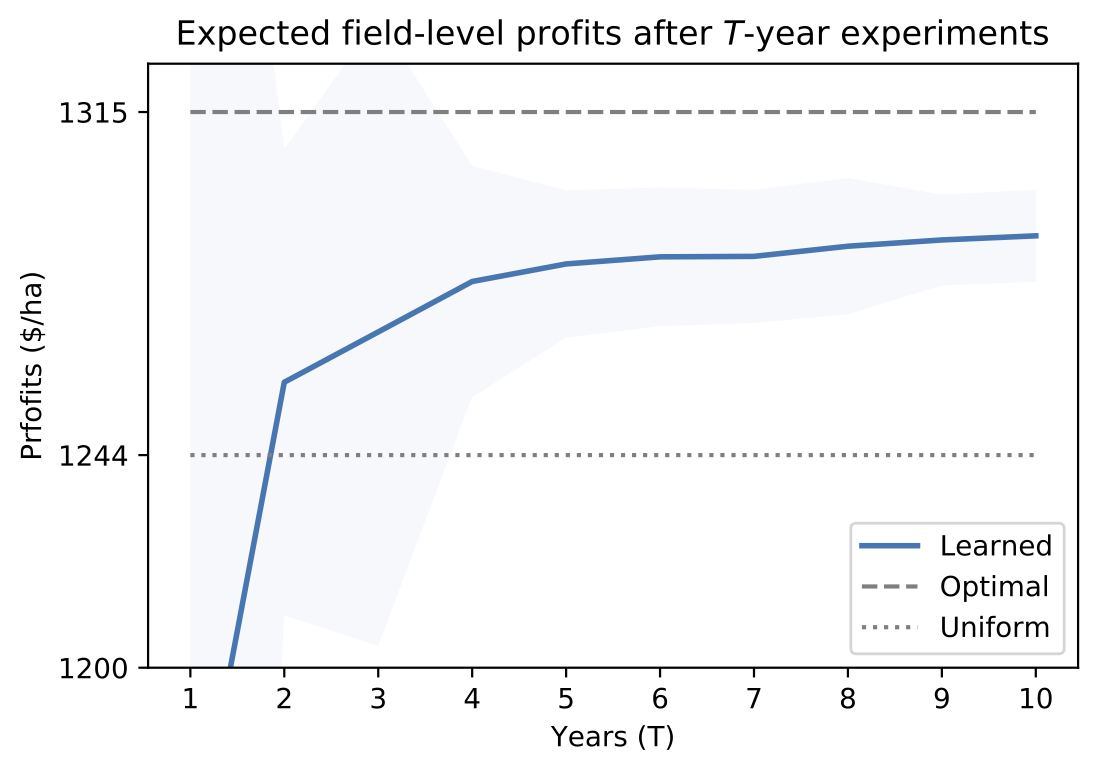 Expected field-level profits after T-year experiments
Prfofits ($/ha)
1315
1244
1200
Learned
Optimal
Uniform
1 2 3 4 5 6 7 8 9 10
Years (T)